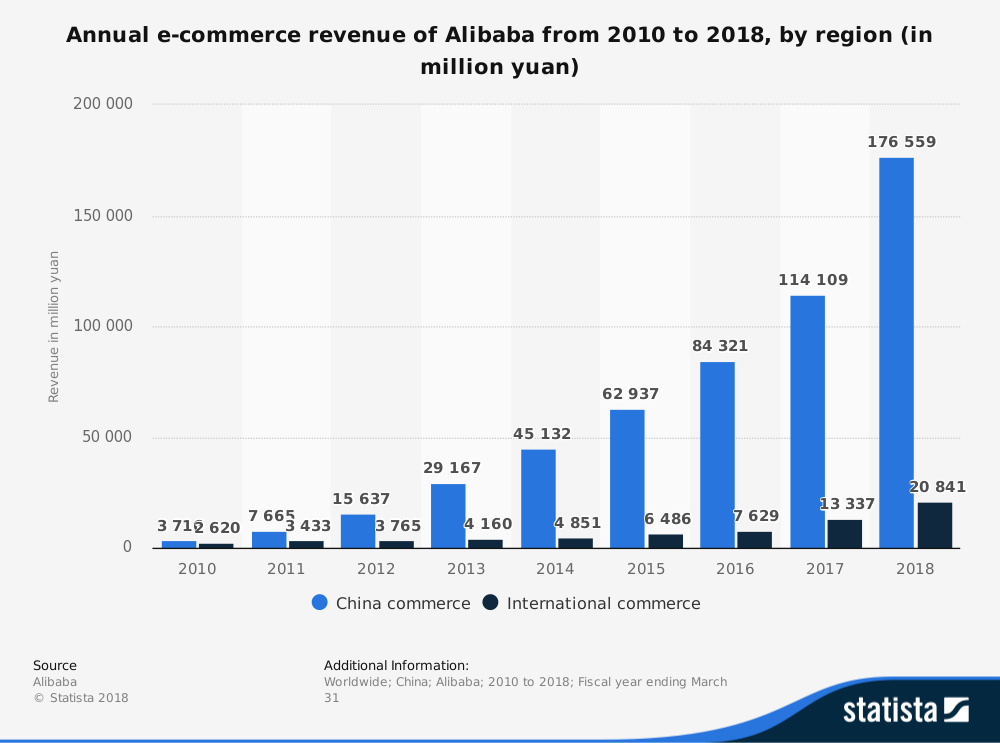 Annual e-commerce revenue of Alibaba from 2010 to 2018, by region (in
million yuan)
200 000
150 000
100 000
50 000
0
Revenue in million yuan
2 620
7 665
3 433
15 637
3 765
29 167
4 160
45 132
4 851
62 937
6 486
84 321
7 629
114 109
13 337
176 559
20 841
2010 2011 2012 2013 2014 2015 2016 2017 2018
China commerce International commerce
Source
Alibaba
© Statista 2018
Additional Information:
Worldwide; China; Alibaba; 2010 to 2018; Fiscal year ending March
31
statista